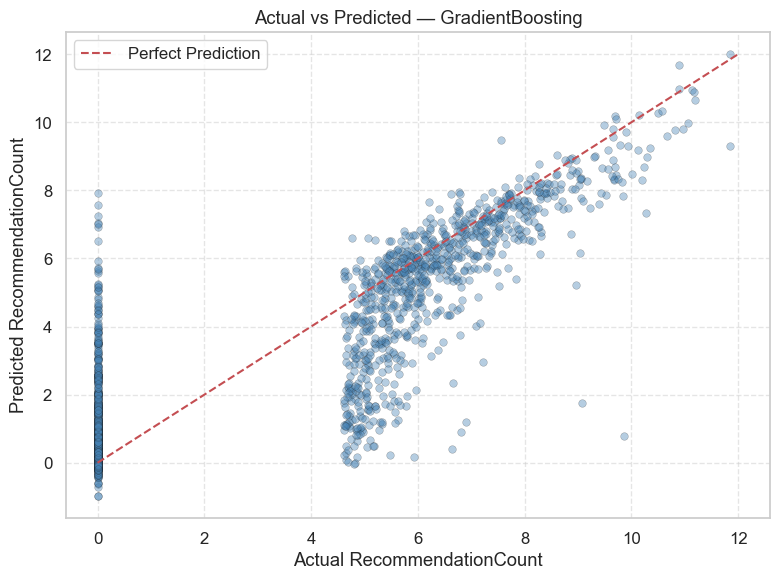 Actual vs Predicted — GradientBoosting
Perfect Prediction
12
10
8
6
4
2
0
Predicted RecommendationCount
0 2 4 6 8 10 12
Actual RecommendationCount